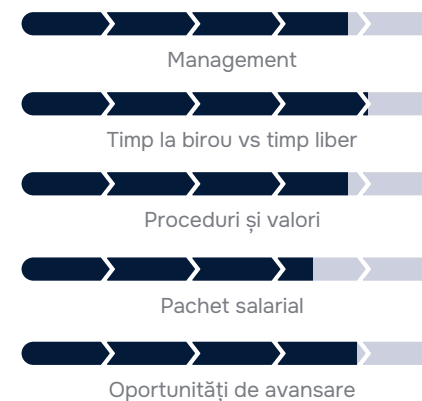 Management
Timp la birou vs timp liber
Proceduri și valori
Pachet salarial
Oportunități de avansare